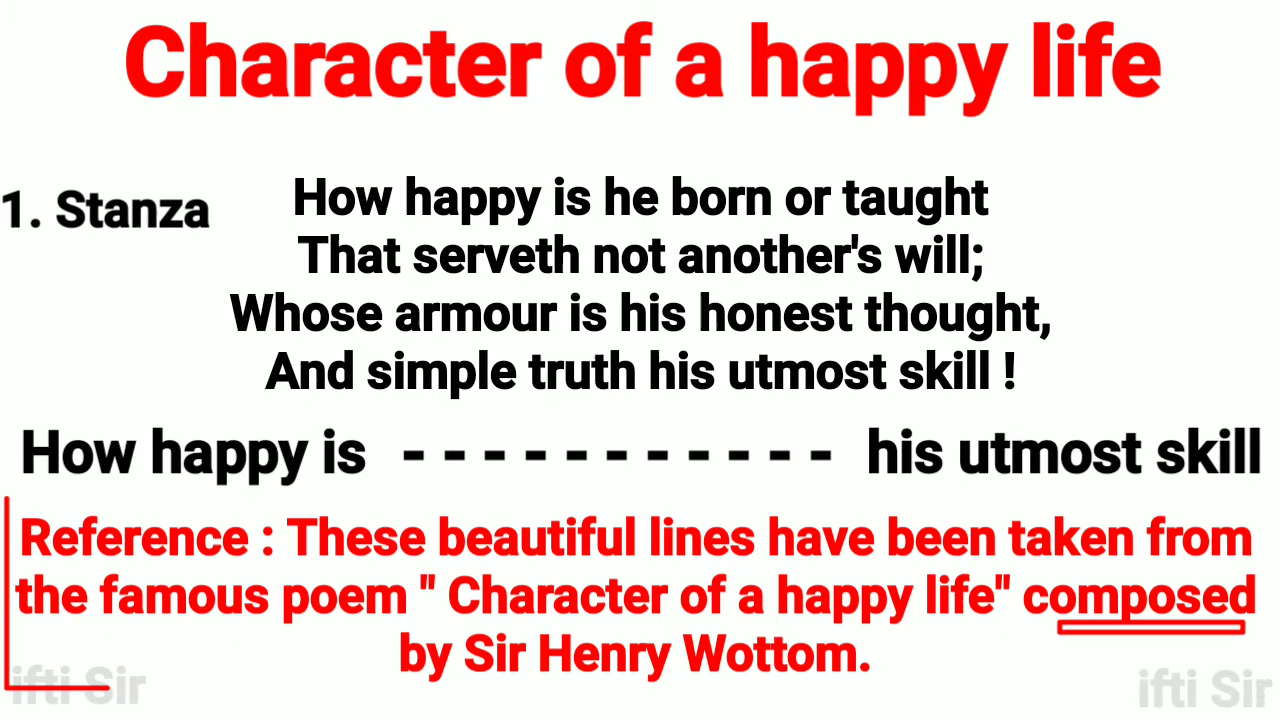 Character of a happy life
1. Stanza
How happy is he born or taught
That serveth not another's will;
Whose armour is his honest thought,
And simple truth his utmost skill !
How happy is - - - - - - - - - - - his utmost skill
Reference : These beautiful lines have been taken from
the famous poem " Character of a happy life" composed
by Sir Henry Wottom.
ifti Sir
ifti Sir